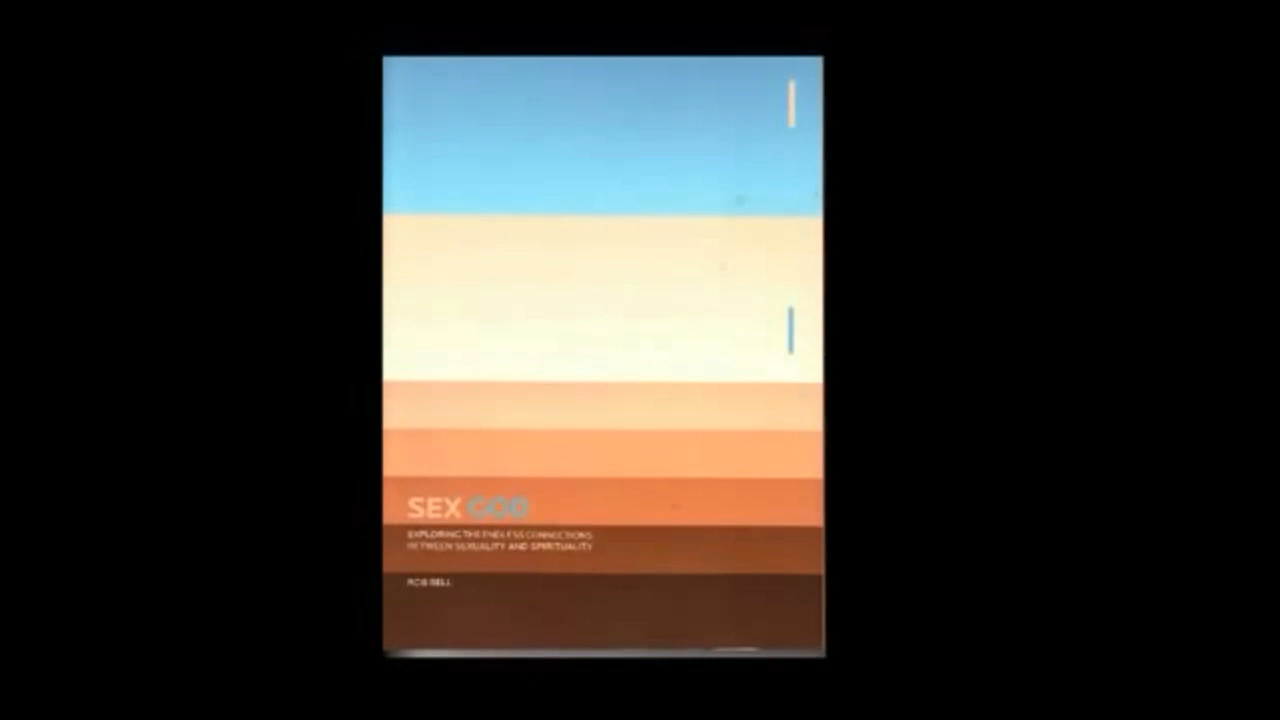 SEX GOD
EXPLORING THE ENDLESS CONNECTIONS
BETWEEN SEXUALITY AND SPIRITUALITY
ROB BELL